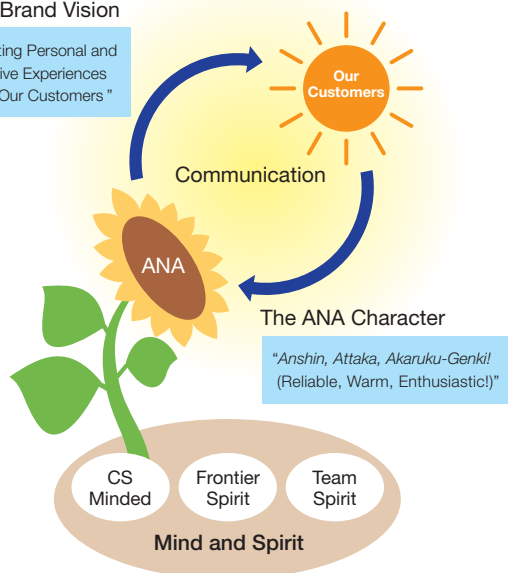 Brand Vision
ting Personal and
ive Experiences
Our Customers ”
Our
Customers
Communication
ANA
The ANA Character
“Anshin, Attaka, Akaruku-Genki!
(Reliable, Warm, Enthusiastic!)”
CS
Minded
Frontier
Spirit
Team
Spirit
Mind and Spirit